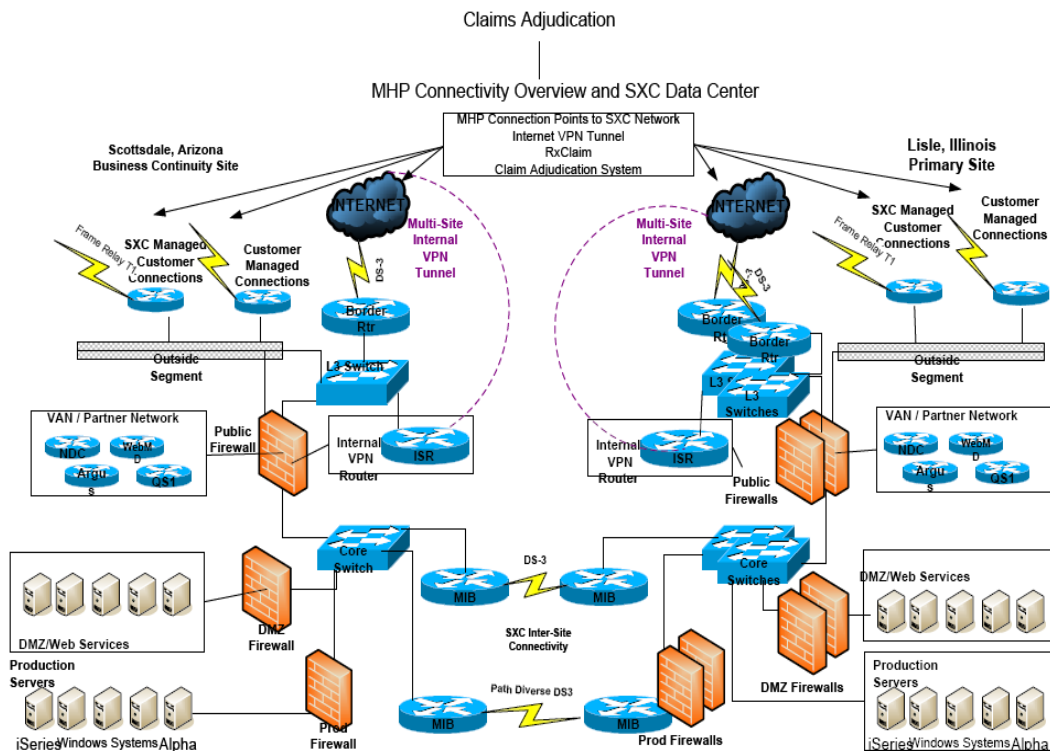 Claims Adjudication
MHP Connectivity Overview and SXC Data Center
MHP Connection Points to SXC Network
Internet VPN Tunnel
RxClaim
Claim Adjudication System
Scottsdale, Arizona
Business Continuity Site
Lisle, Illinois
Primary Site
INTERNET
INTERNET
Multi-Site
Internal
VPN
Tunnel
Multi-Site
Internal
VPN
Tunnel
Frame Relay T1
SXC Managed
Customer
Connections
Customer
Managed
Connections
DS-3
DS-3
Frame Relay T1
SXC Managed
Customer
Connections
Customer
Managed
Connections
Border
Rtr
Border
Rtr
Border
Rtr
Outside
Segment
L3 Switch
L3
L3
Switches
Outside
Segment
VAN / Partner Network
NDC
WebM
D
Argu
s
QS1
Public
Firewall
Internal
VPN
Router
ISR
Internal
VPN
Router
ISR
Public
Firewalls
VAN / Partner Network
NDC
WebM
D
Argu
s
QS1
Core
Switch
MIB
DS-3
MIB
Core
Switches
DMZ/Web Services
DMZ
Firewall
SXC Inter-Site
Connectivity
DMZ/Web Services
DMZ Firewalls
Production
Servers
iSeries
Windows Systems
Alpha
Prod
Firewall
MIB
Path Diverse DS3
MIB
Prod Firewalls
Production
Servers
iSeries
Windows Systems
Alpha